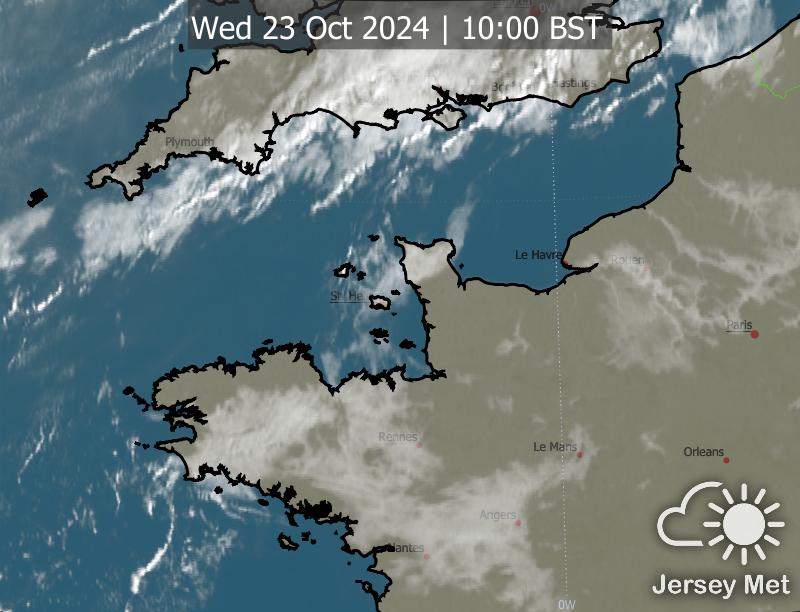 0W
Wed 23 Oct 2024 | 10:00 BST
Hastings
Plymouth
Le Havre
Rouen
St He
Paris
Rennes
Le Mans
Orleans
Angers
Nantes
Jersey Met
0W